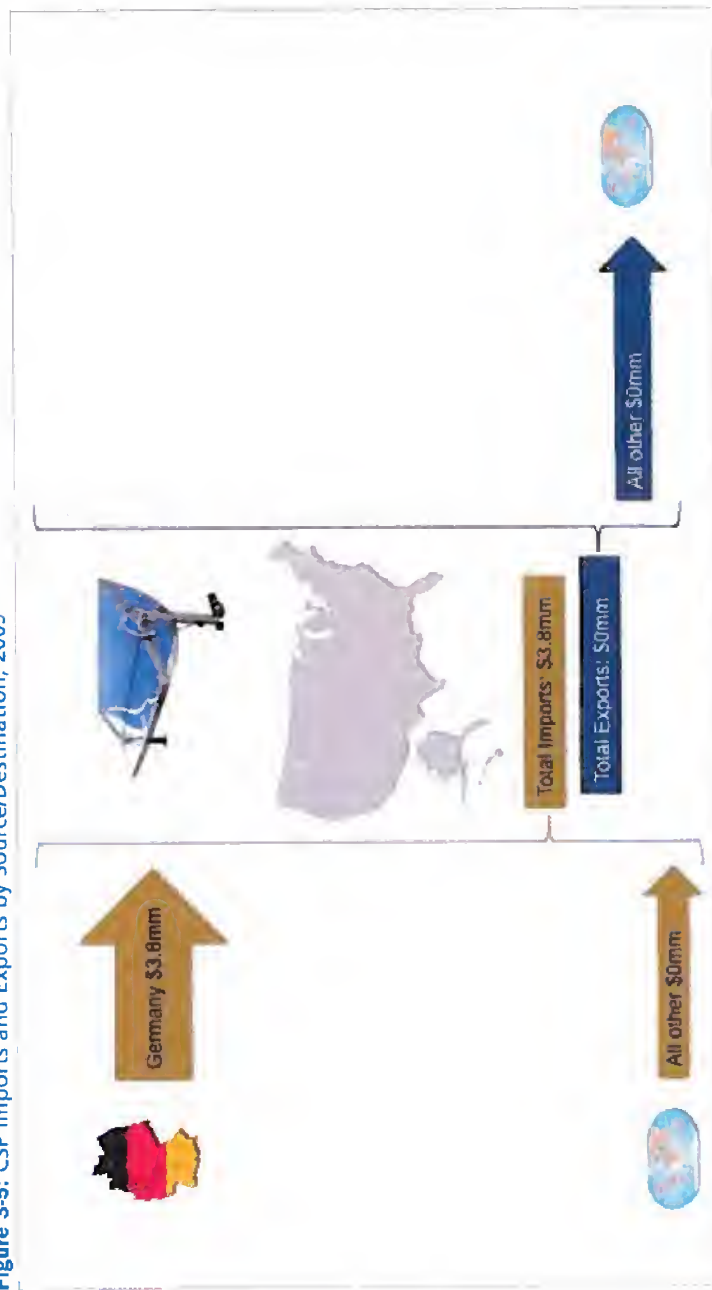 Figure 3-5: CSP Imports and Exports by Source/Destination, 2009
Germany $3.8mm
All other $0mm
Total Imports: $3.8mm
Total Exports: $0mm
All other $0mm